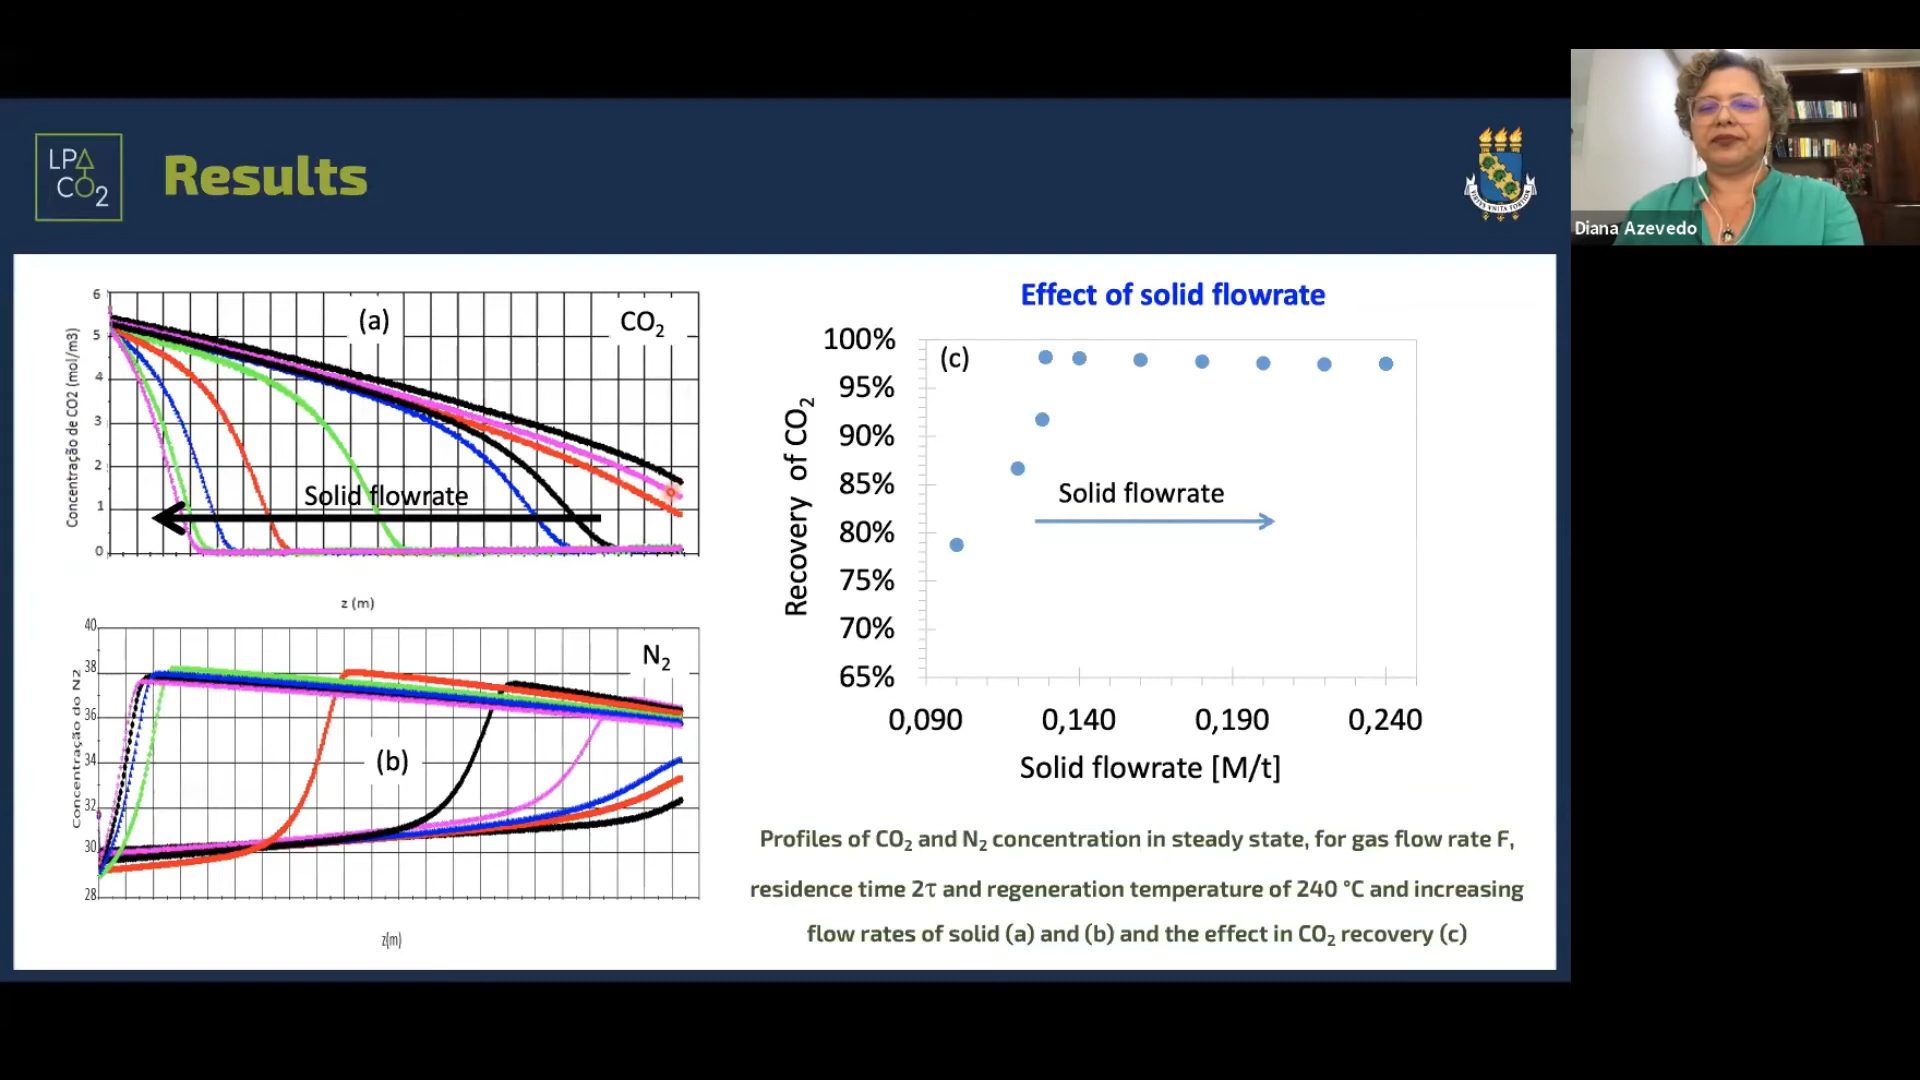 LPA
CO2
Results
VIRTUS UNITA FORTIOR
Diana Azevedo
(a)
CO2
Concentração de CO2 (mol/m3)
6
5
4
3
2
1
0
Solid flowrate
z (m)
N2
(b)
Concentração do N2
40
38
36
34
32
30
28
z(m)
Effect of solid flowrate
(c)
Recovery of CO2
100%
95%
90%
85%
80%
75%
70%
65%
Solid flowrate
0,090 0,140 0,190 0,240
Solid flowrate [M/t]
Profiles of CO2 and N2 concentration in steady state, for gas flow rate F,
residence time 2τ and regeneration temperature of 240 °C and increasing
flow rates of solid (a) and (b) and the effect in CO2 recovery (c)